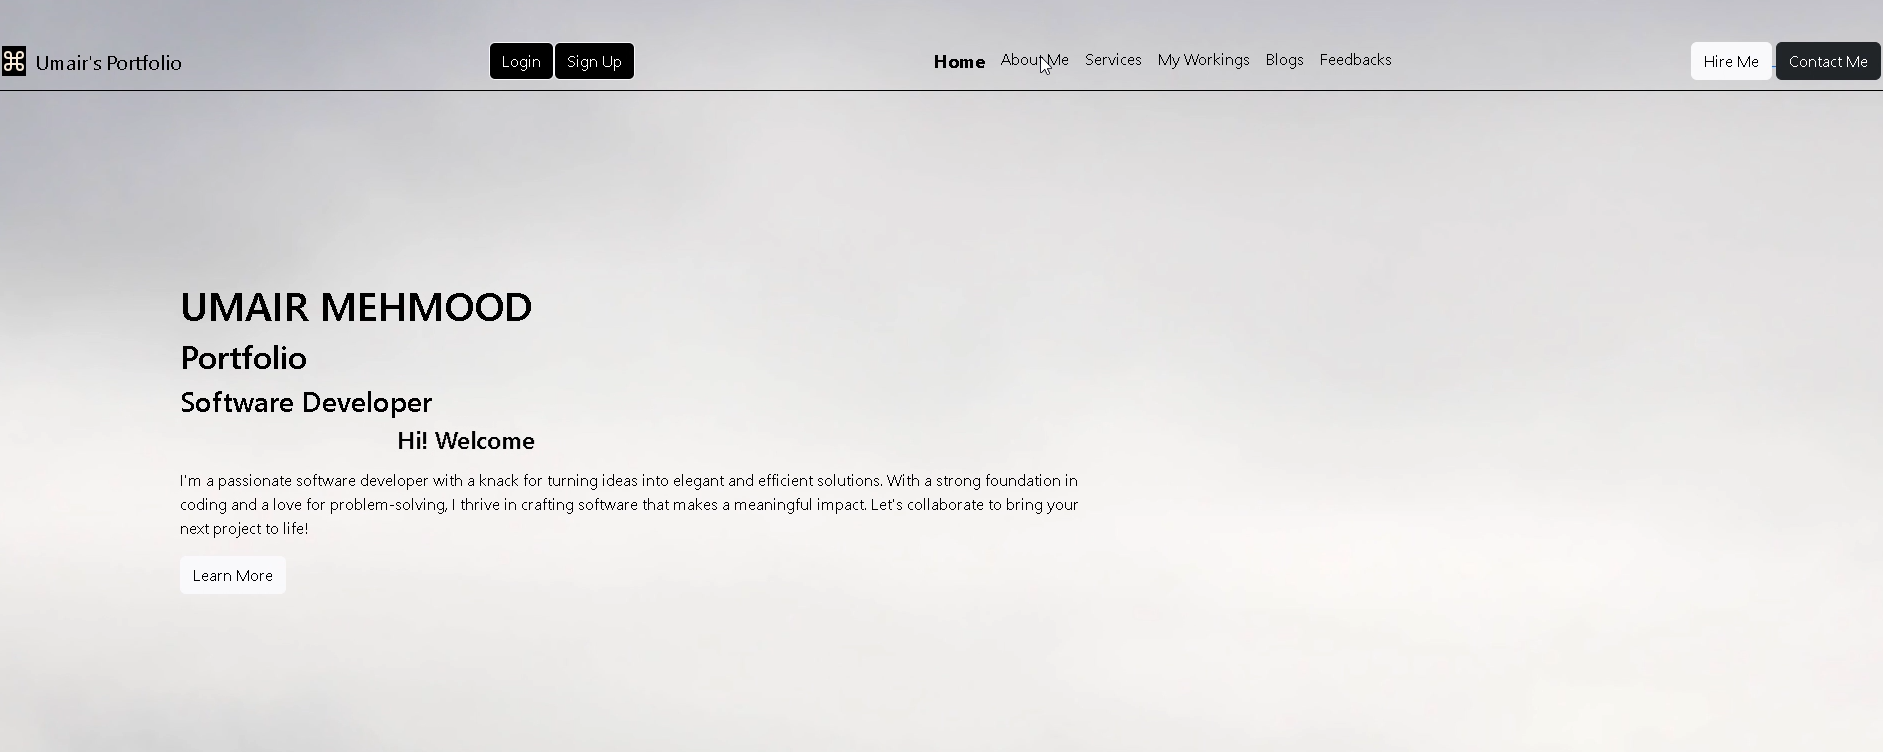 Umair's Portfolio
Login Sign Up
Home About Me Services My Workings Blogs Feedbacks
Hire Me Contact Me
UMAIR MEHMOOD
Portfolio
Software Developer
Hi! Welcome
I'm a passionate software developer with a knack for turning ideas into elegant and efficient solutions. With a strong foundation in
coding and a love for problem-solving, I thrive in crafting software that makes a meaningful impact. Let's collaborate to bring your
next project to life!
Learn More